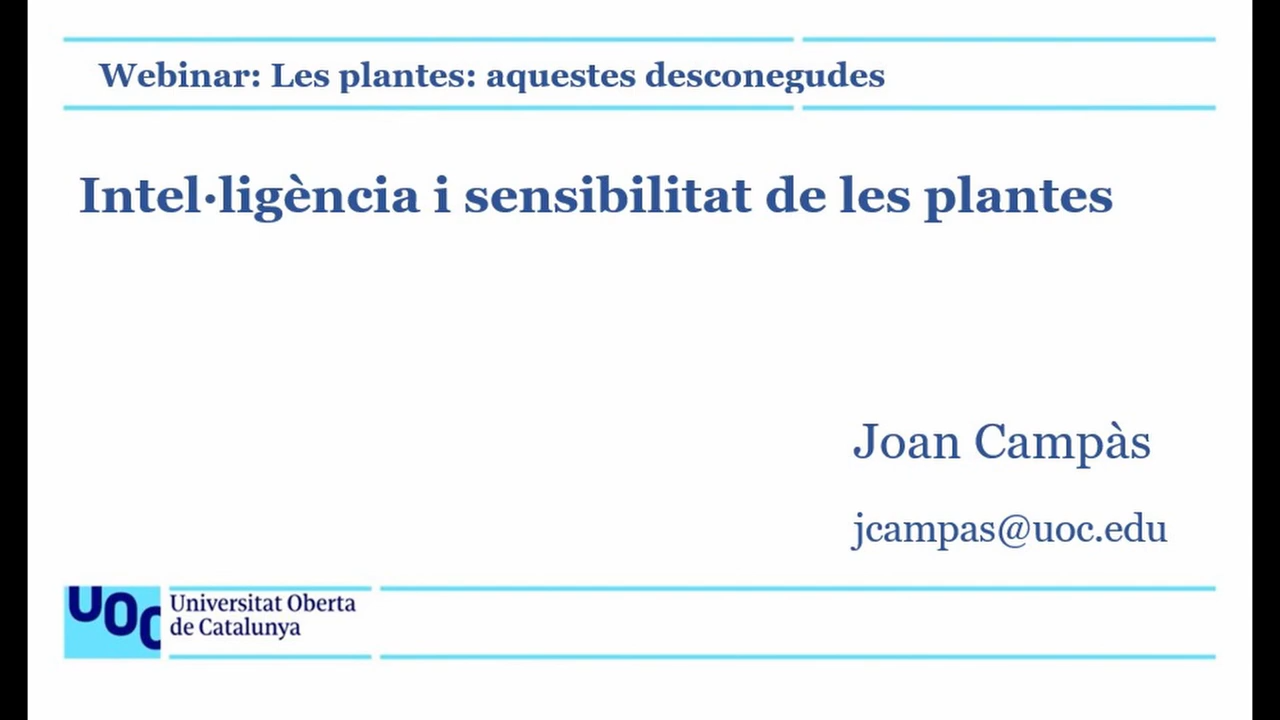 Webinar: Les plantes: aquestes desconegudes
Intel·ligència i sensibilitat de les plantes
Joan Campàs
jcampas@uoc.edu
UOC
Universitat Oberta
de Catalunya